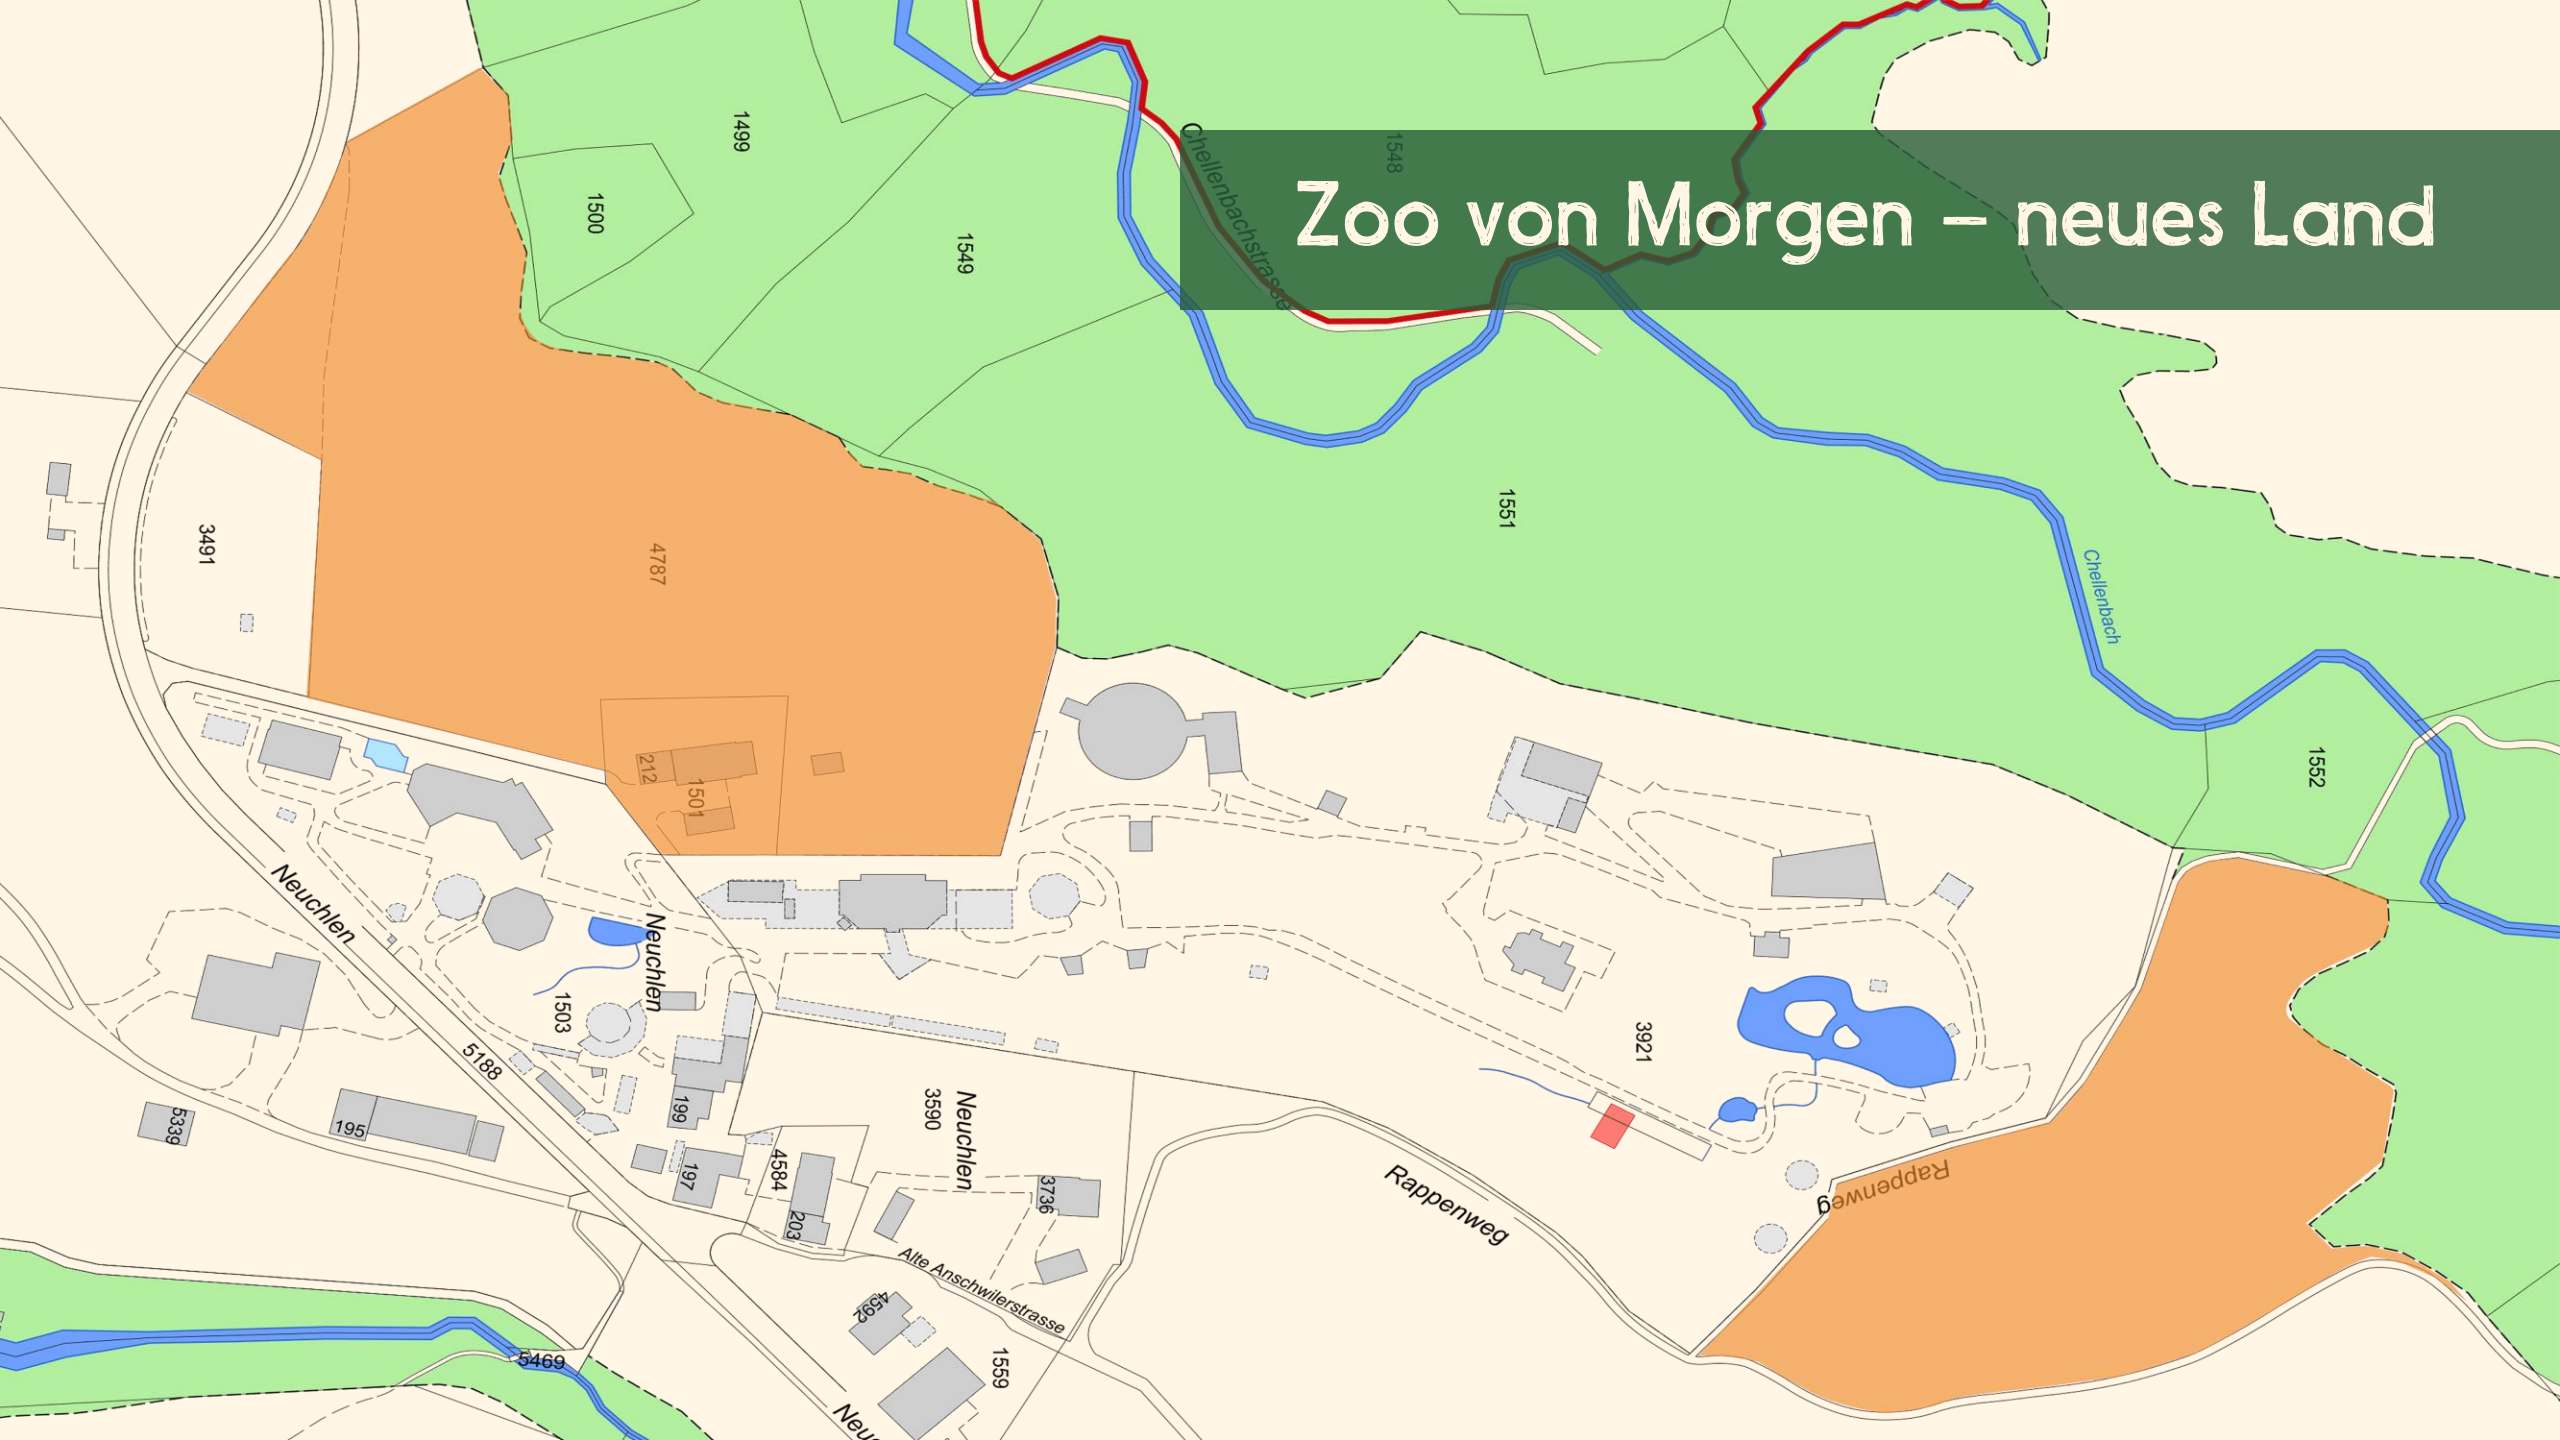 Zoo von Morgen – neues Land
1499
1500
1549
1548
Chellenbachstrasse
1551
Chellenbach
1552
3491
4787
212
1501
Neuchlen
Neuchlen
1503
5188
199
197
195
5339
3590
Neuchlen
4584
203
3736
3921
Rappenweg
Rappenweg
Alte Anschwilerstrasse
4592
1559
5469
Neuc